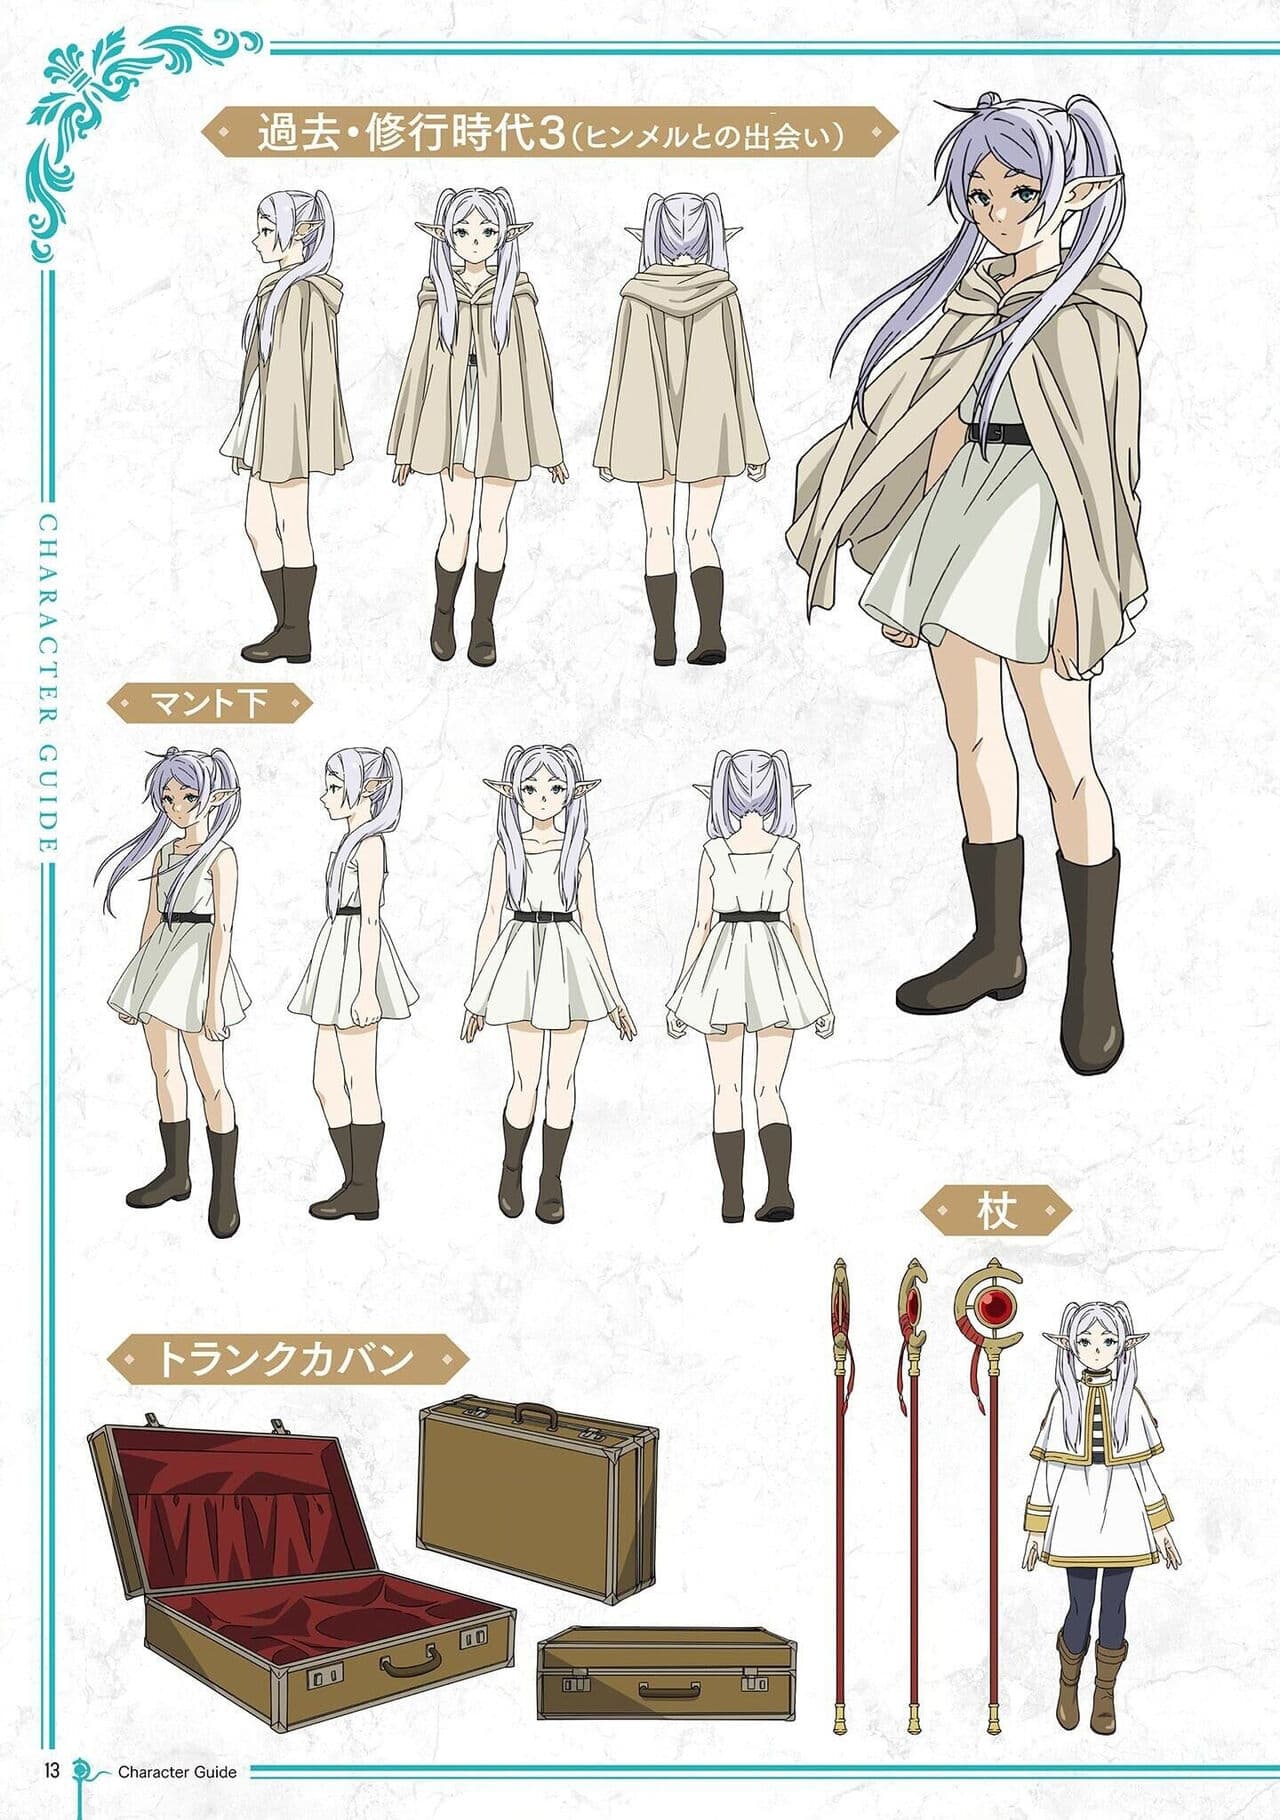 過去・修行時代3（ヒンメルとの出会い）
CHARACTER GUIDE
マント下
杖
トランクカバン
13
Character Guide